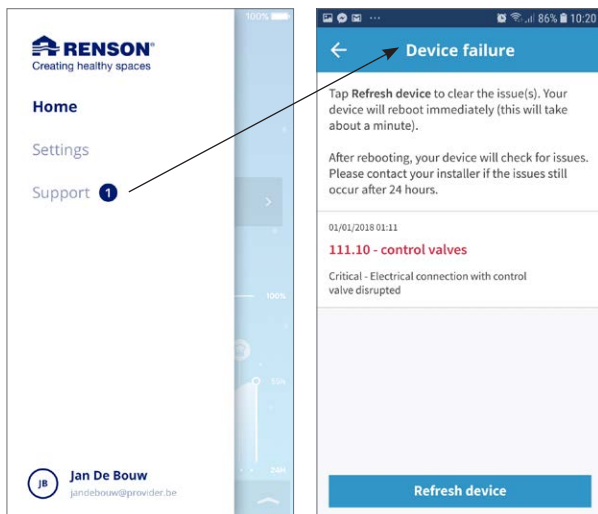 RENSON®
Creating healthy spaces
Home
Settings
Support 1
JB
Jan De Bouw
jandebouw@provider.be
100%
100%
55%
24H
86% 10:20
Device failure
Tap Refresh device to clear the issue(s). Your
device will reboot immediately (this will take
about a minute).
After rebooting, your device will check for issues.
Please contact your installer if the issues still
occur after 24 hours.
01/01/2018 01:11
111.10 - control valves
Critical - Electrical connection with control
valve disrupted
Refresh device